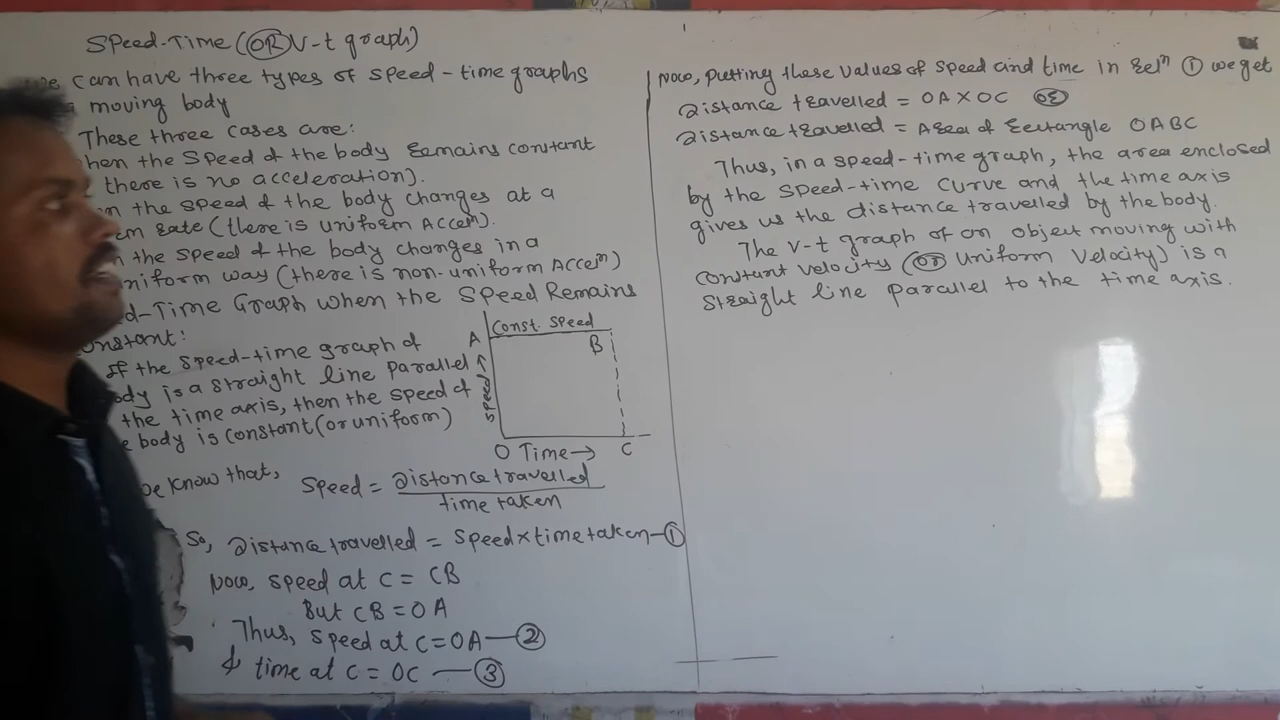 Speed-Time (OR) V-t graph)
can have three types of speed-time graphs
moving body
These three cases are:
hen the speed of the body remains constant
there is no acceleration).
the speed of the body changes at a
rate (there is uniform Acceⁿ).
the speed of the body changes in a
niform way (there is non-uniform Acceⁿ)
d-Time Graph when the speed Remains
onstant:
If the speed-time graph of
ody is a straight line parallel
the time axis, then the speed of
body is constant (or uniform)
Const. speed
A
B
speed
O Time→ C
we know that,
Speed = Distance travelled
time taken
So, Distance travelled = speed×time taken—①
Now, speed at C = CB
But CB = OA
Thus, speed at C=OA—②
& time at C = OC —③
Now, putting these values of speed and time in relⁿ ① we get
Distance travelled = OA X OC (or)
Distance travelled = Area of rectangle OABC
Thus, in a speed-time graph, the area enclosed
by the speed-time curve and the time axis
gives us the distance travelled by the body.
The V-t graph of an object moving with
constant velocity (OR) uniform velocity) is a
straight line parallel to the time axis.